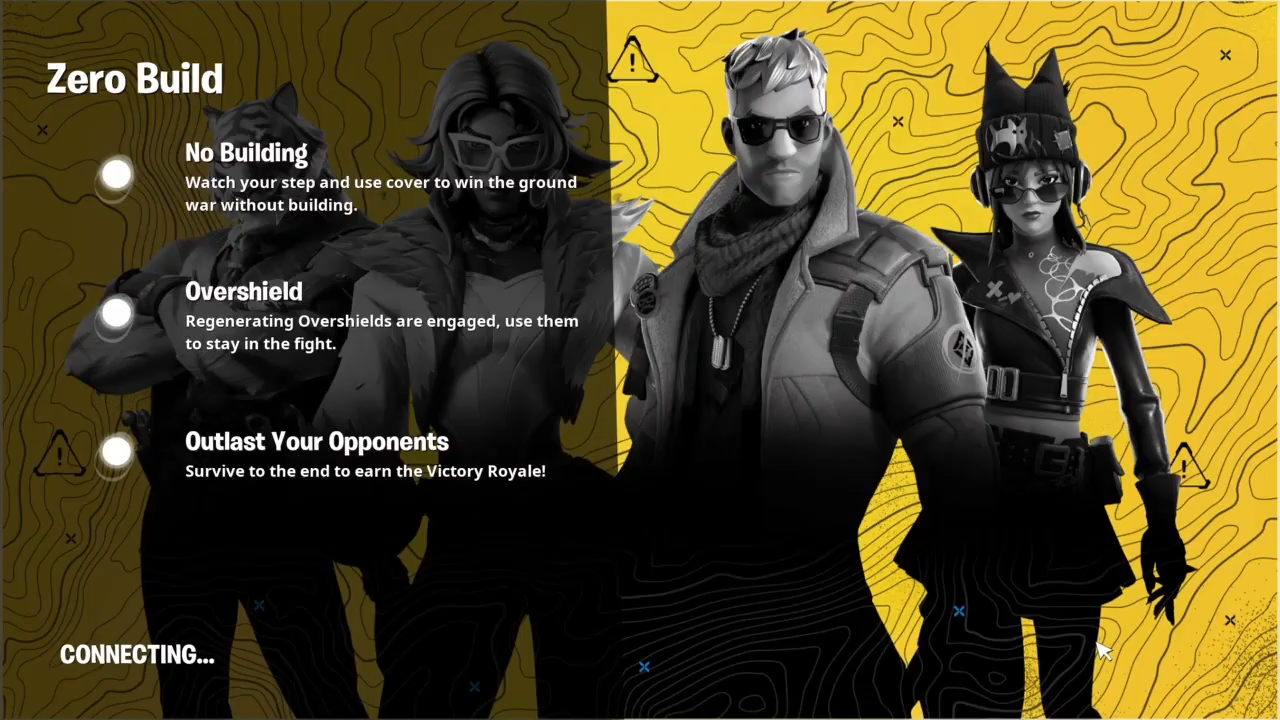 Zero Build
No Building
Watch your step and use cover to win the ground
war without building.
Overshield
Regenerating Overshields are engaged, use them
to stay in the fight.
Outlast Your Opponents
Survive to the end to earn the Victory Royale!
CONNECTING...